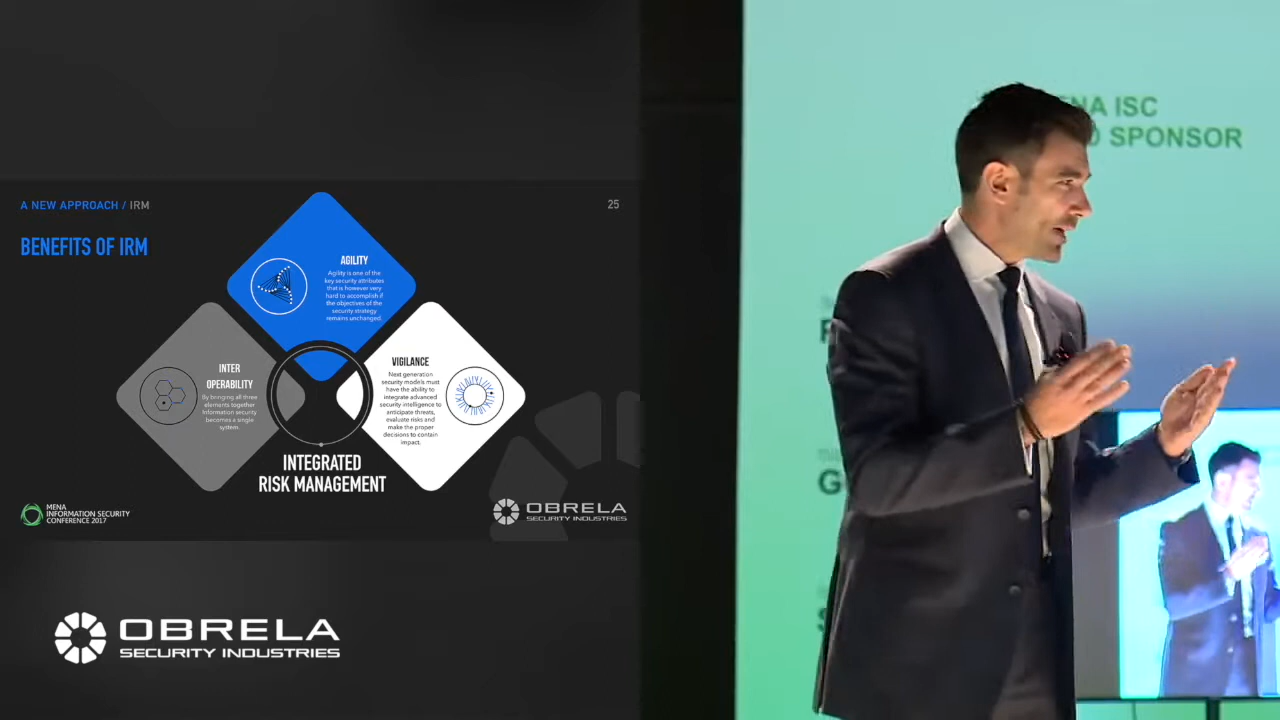 A NEW APPROACH / IRM
25
BENEFITS OF IRM
AGILITY
Agility is one of the
key security attributes
that is however very
hard to accomplish if
the objectives of the
security strategy
remains unchanged.
INTER
OPERABILITY
By bringing all three
elements together
Information security
becomes a single
system.
VIGILANCE
Next generation
security models must
have the ability to
integrate advanced
security intelligence to
anticipate threats,
evaluate risks and
make the proper
decisions to contain
impact.
INTEGRATED
RISK MANAGEMENT
MENA
INFORMATION SECURITY
CONFERENCE 2017
OBRELA
SECURITY INDUSTRIES
OBRELA
SECURITY INDUSTRIES
ISC
SPONSOR